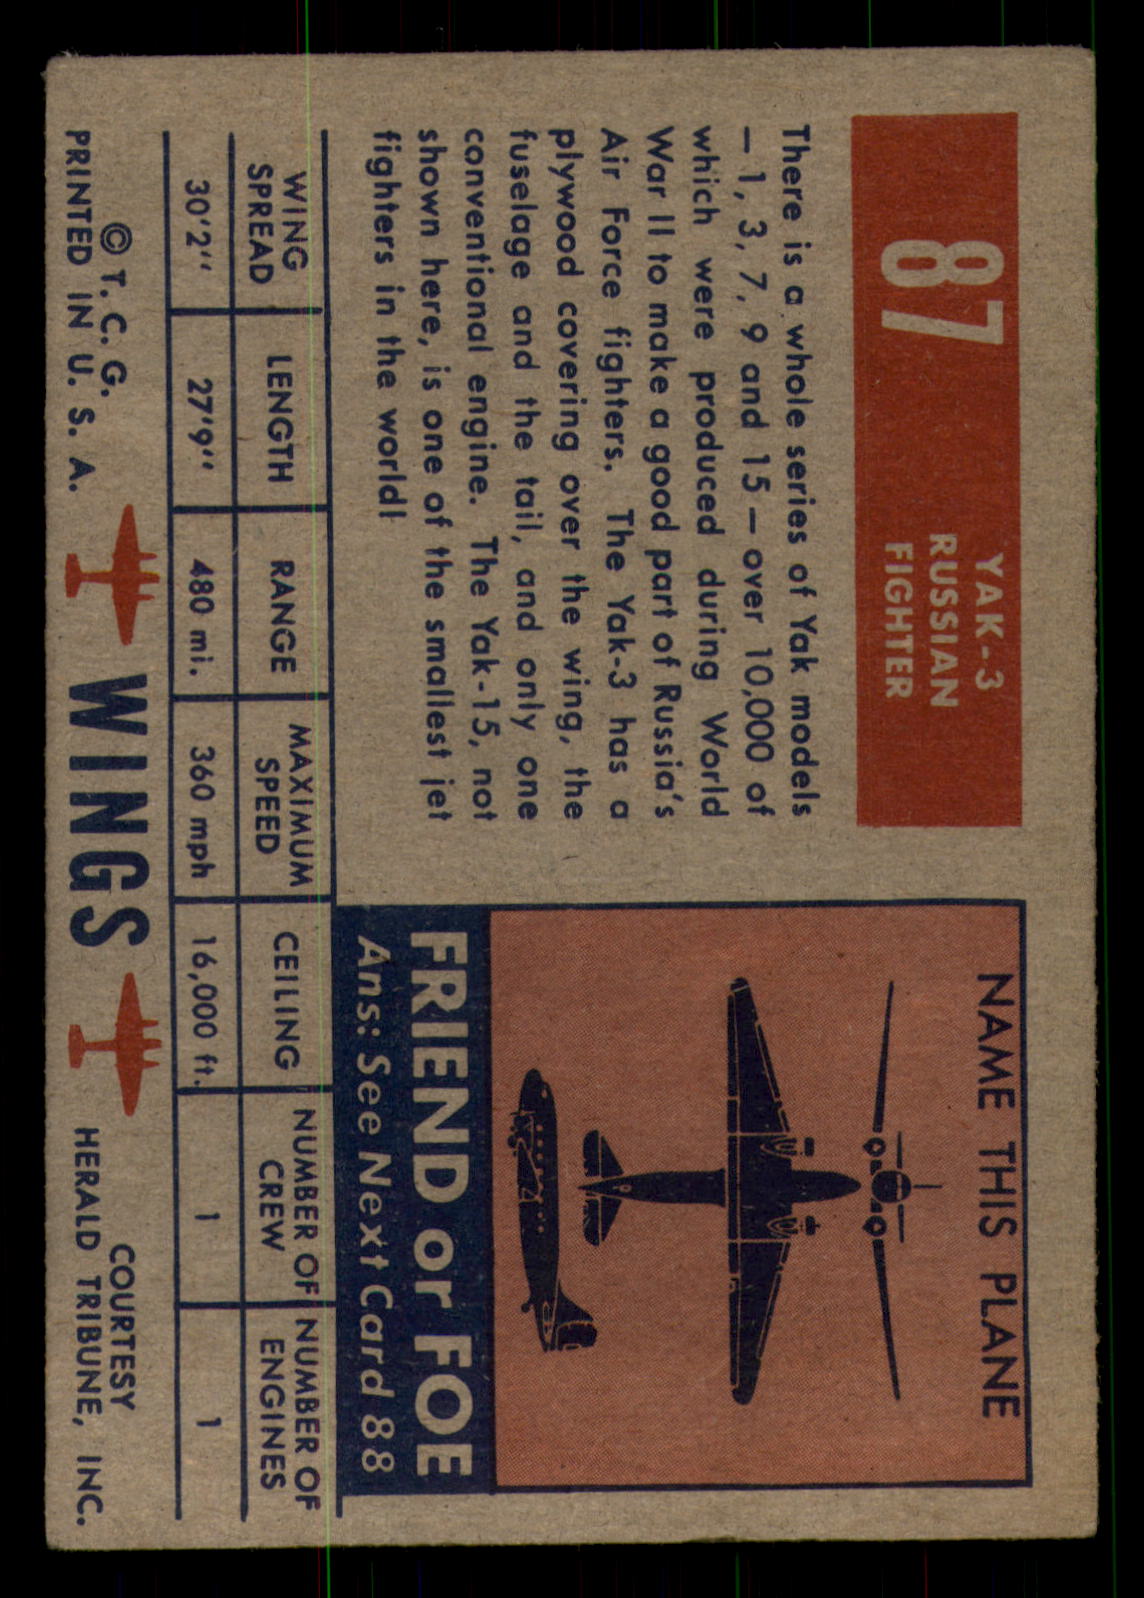 87
YAK-3
RUSSIAN
FIGHTER
There is a whole series of Yak models
— 1, 3, 7, 9 and 15 — over 10,000 of
which were produced during World
War II to make a good part of Russia's
Air Force fighters. The Yak-3 has a
plywood covering over the wing, the
fuselage and the tail, and only one
conventional engine. The Yak-15, not
shown here, is one of the smallest jet
fighters in the world!
NAME THIS PLANE
FRIEND or FOE
Ans: See Next Card 88
WING SPREAD LENGTH RANGE MAXIMUM SPEED CEILING NUMBER OF CREW NUMBER OF ENGINES
30'2" 27'9" 480 mi. 360 mph 16,000 ft. 1 1
© T. C. G.
PRINTED IN U. S. A.
WINGS
COURTESY
HERALD TRIBUNE, INC.